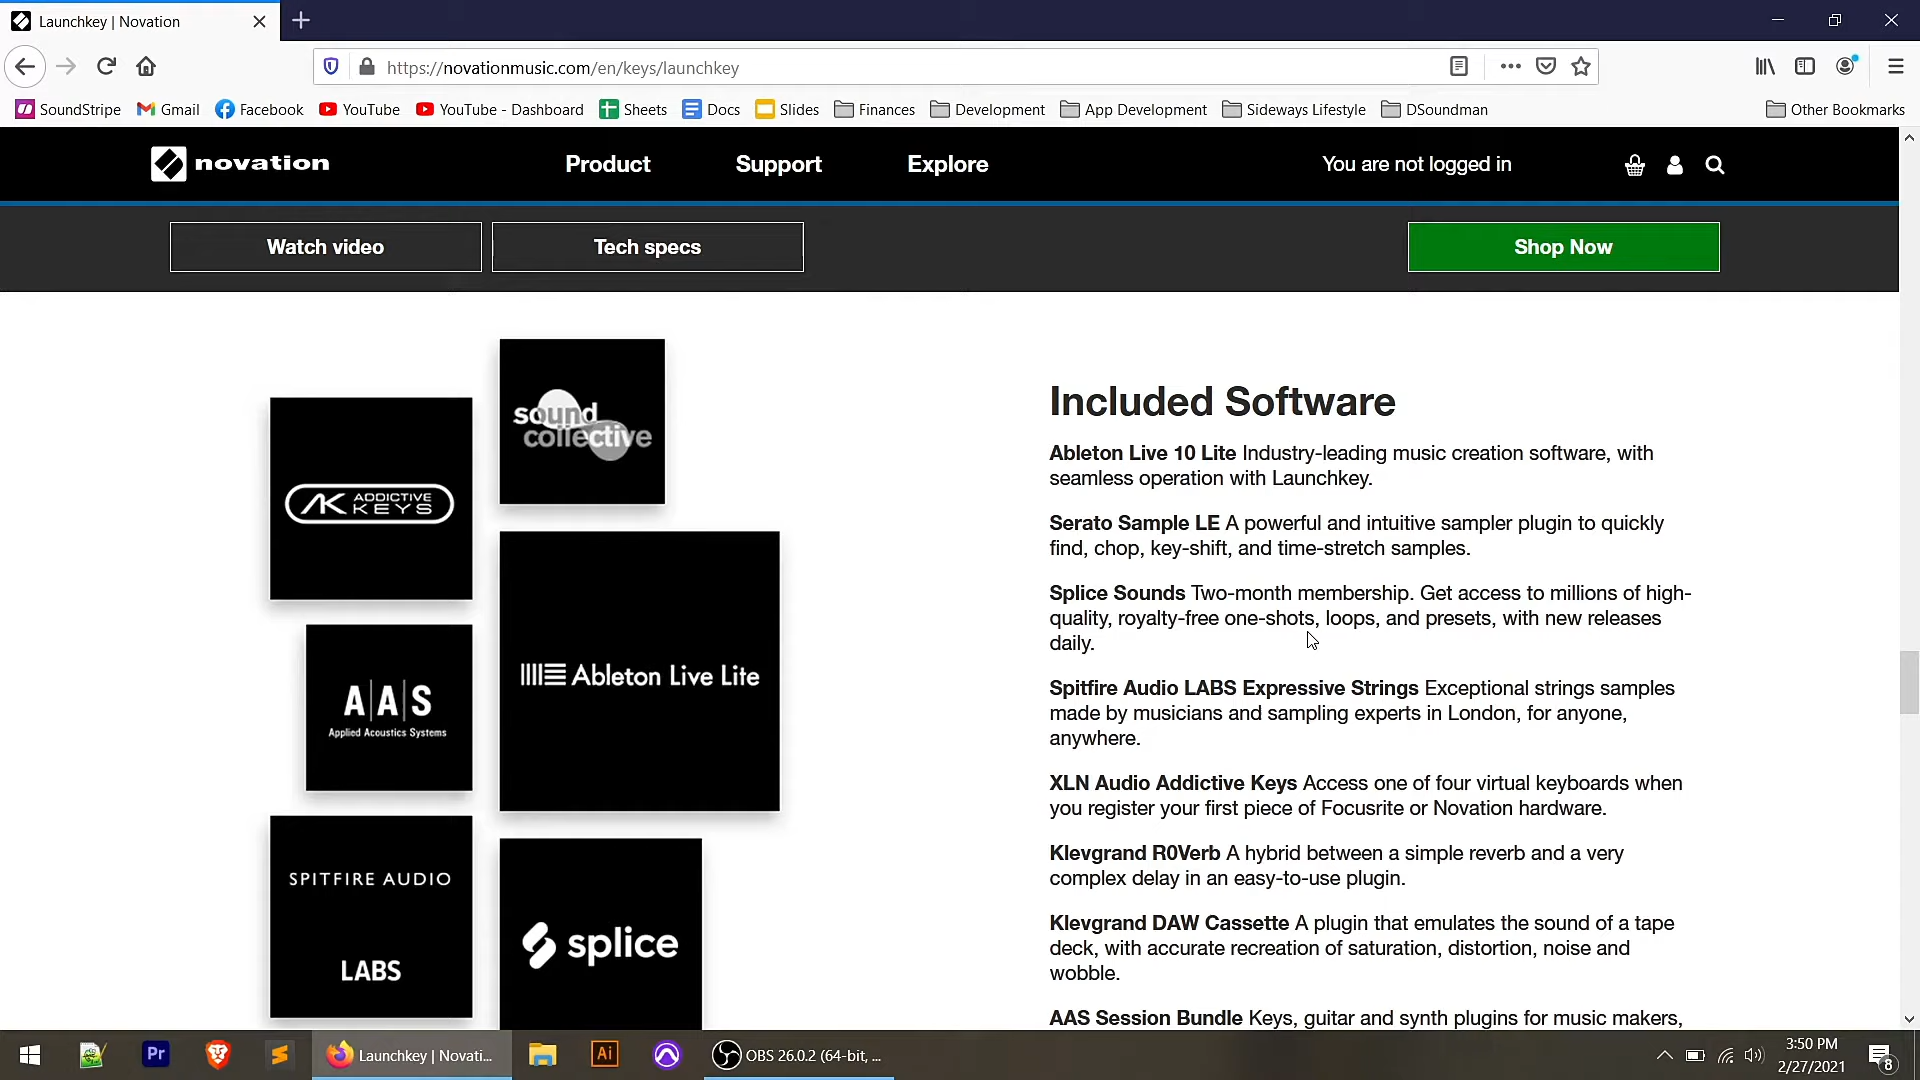 Launchkey | Novation
https://novationmusic.com/en/keys/launchkey
SoundStripe Gmail Facebook YouTube YouTube - Dashboard Sheets Docs Slides Finances Development App Development Sideways Lifestyle DSoundman Other Bookmarks
novation Product Support Explore You are not logged in
Watch video Tech specs Shop Now
sound
collective
AK ADDICTIVE
KEYS
Ableton Live Lite
A|A|S
Applied Acoustics Systems
SPITFIRE AUDIO
LABS
splice
Included Software
Ableton Live 10 Lite Industry-leading music creation software, with
seamless operation with Launchkey.
Serato Sample LE A powerful and intuitive sampler plugin to quickly
find, chop, key-shift, and time-stretch samples.
Splice Sounds Two-month membership. Get access to millions of high-
quality, royalty-free one-shots, loops, and presets, with new releases
daily.
Spitfire Audio LABS Expressive Strings Exceptional strings samples
made by musicians and sampling experts in London, for anyone,
anywhere.
XLN Audio Addictive Keys Access one of four virtual keyboards when
you register your first piece of Focusrite or Novation hardware.
Klevgrand R0Verb A hybrid between a simple reverb and a very
complex delay in an easy-to-use plugin.
Klevgrand DAW Cassette A plugin that emulates the sound of a tape
deck, with accurate recreation of saturation, distortion, noise and
wobble.
AAS Session Bundle Keys, guitar and synth plugins for music makers,
Pr Launchkey | Novati... Ai OBS 26.0.2 (64-bit, ...
3:50 PM
2/27/2021
8